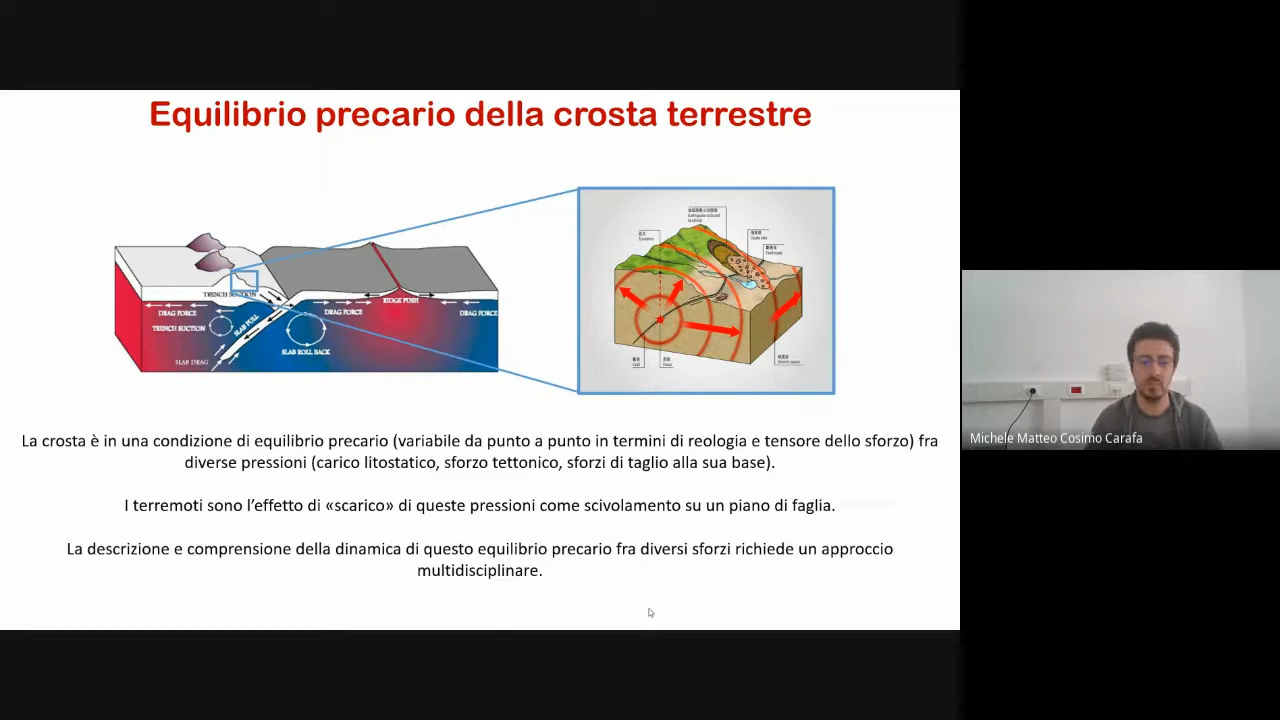 Equilibrio precario della crosta terrestre
TRENCH SUCTION
RIDGE PUSH
DRAG FORCE
DRAG FORCE
DRAG FORCE
TRENCH SUCTION
SLAB PULL
SLAB ROLL BACK
SLAB DRAG
La crosta è in una condizione di equilibrio precario (variabile da punto a punto in termini di reologia e tensore dello sforzo) fra
diverse pressioni (carico litostatico, sforzo tettonico, sforzi di taglio alla sua base).
I terremoti sono l’effetto di «scarico» di queste pressioni come scivolamento su un piano di faglia.
La descrizione e comprensione della dinamica di questo equilibrio precario fra diversi sforzi richiede un approccio
multidisciplinare.
Michele Matteo Cosimo Carafa